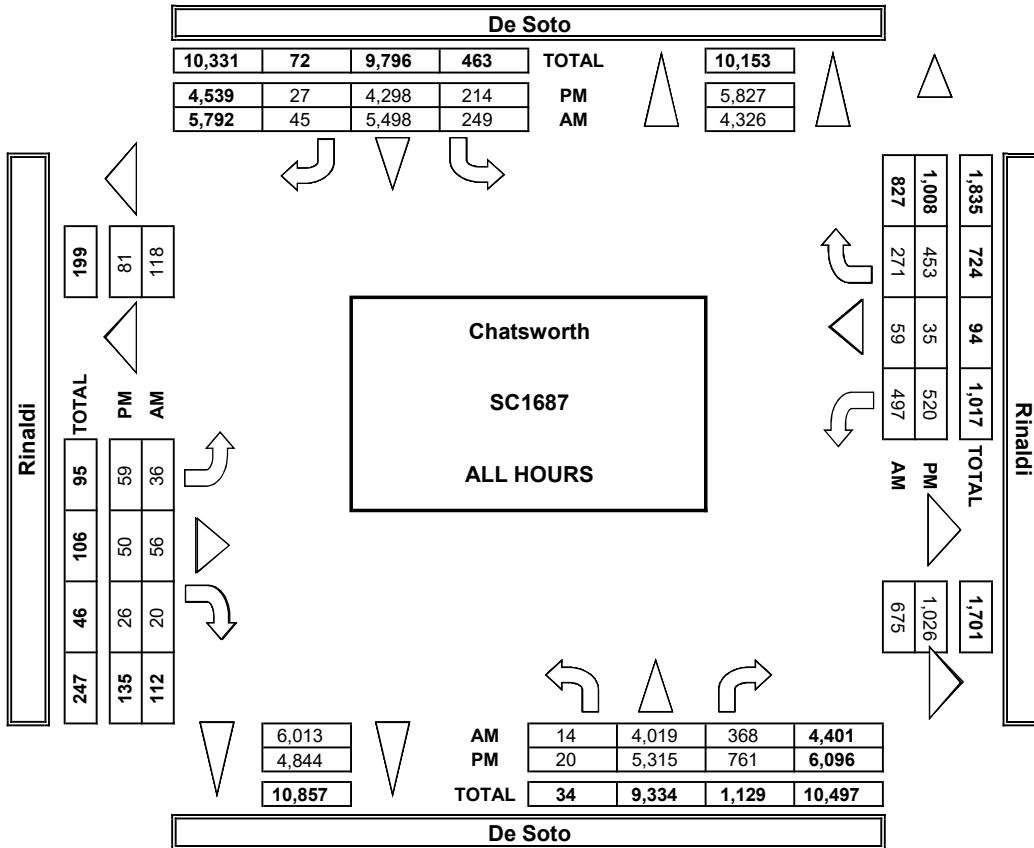 De Soto
10,331 72 9,796 463 TOTAL 10,153
4,539 27 4,298 214 PM 5,827
5,792 45 5,498 249 AM 4,326
Rinaldi
199
81
118
TOTAL
PM
AM
95 106 46 247
59 50 26 135
36 56 20 112
Chatsworth
SC1687
ALL HOURS
1,835 724 94 1,017 TOTAL 1,701
1,008 453 35 520 PM 1,026
827 271 59 497 AM 675
Rinaldi
6,013 AM 14 4,019 368 4,401
4,844 PM 20 5,315 761 6,096
10,857 TOTAL 34 9,334 1,129 10,497
De Soto